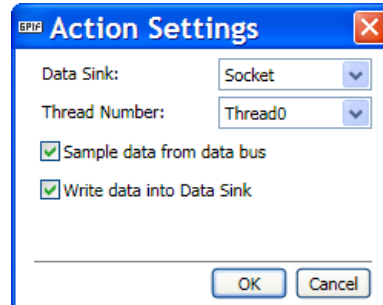 GPIF Action Settings
Data Sink: Socket
Thread Number: Thread0
Sample data from data bus
Write data into Data Sink
OK Cancel